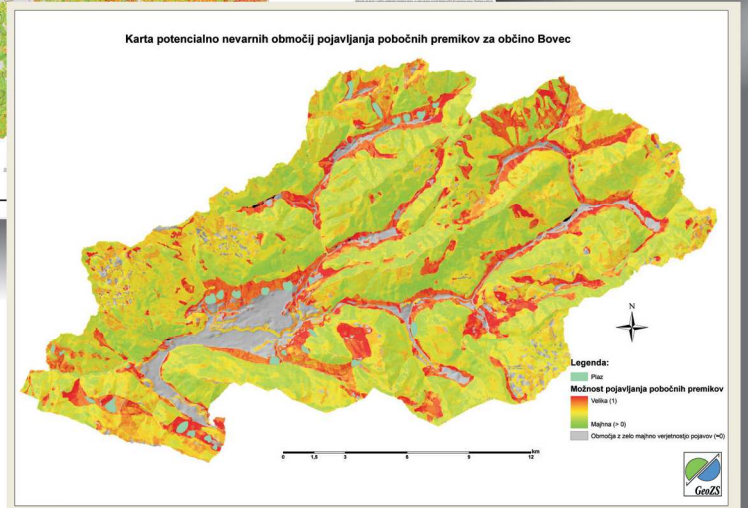 Karta potencialno nevarnih območij pojavljanja pobočnih premikov za občino Bovec
N
Legenda:
Plaz
Možnost pojavljanja pobočnih premikov
Velika (1)
Majhna (> 0)
Območja z zelo majhno verjetnostjo pojavov (=0)
km
0 1,5 3 6 9 12
GeoZS